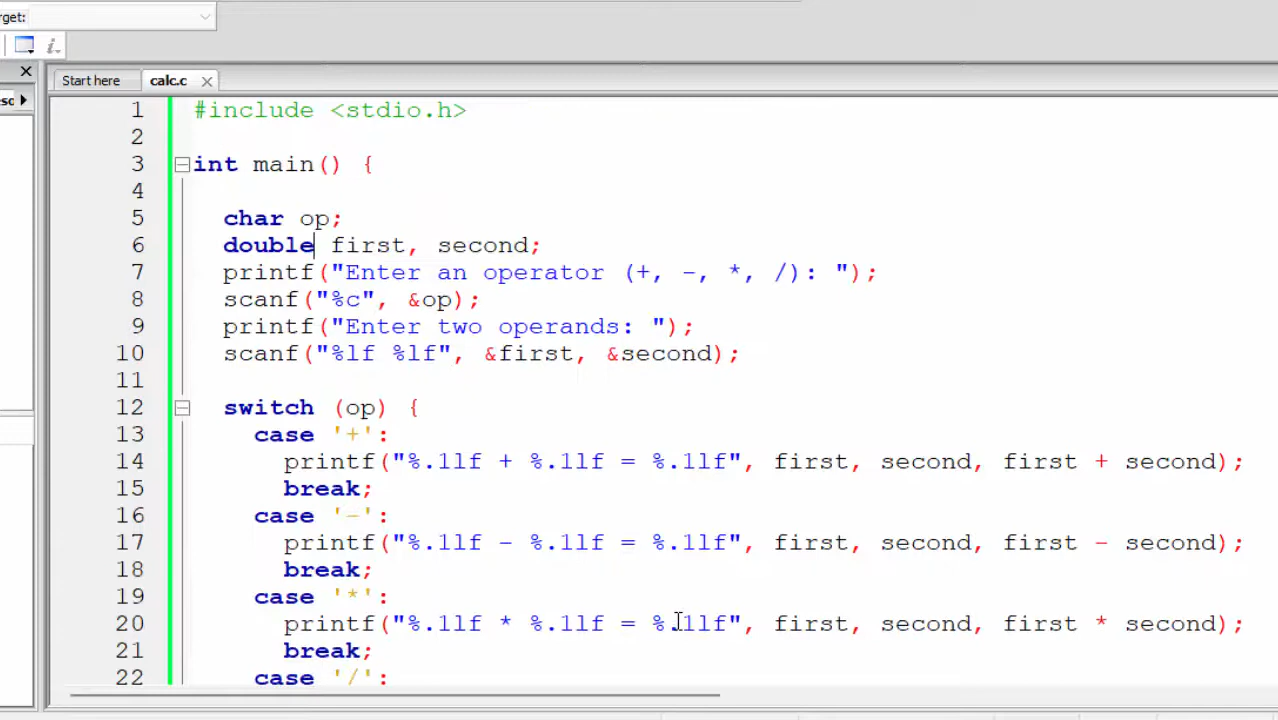 rget:
Start here calc.c
1 #include <stdio.h>
2
3 int main() {
4
5 char op;
6 double first, second;
7 printf("Enter an operator (+, -, *, /): ");
8 scanf("%c", &op);
9 printf("Enter two operands: ");
10 scanf("%lf %lf", &first, &second);
11
12 switch (op) {
13 case '+':
14 printf("%.1lf + %.1lf = %.1lf", first, second, first + second);
15 break;
16 case '-':
17 printf("%.1lf - %.1lf = %.1lf", first, second, first - second);
18 break;
19 case '*':
20 printf("%.1lf * %.1lf = %.1lf", first, second, first * second);
21 break;
22 case '/':